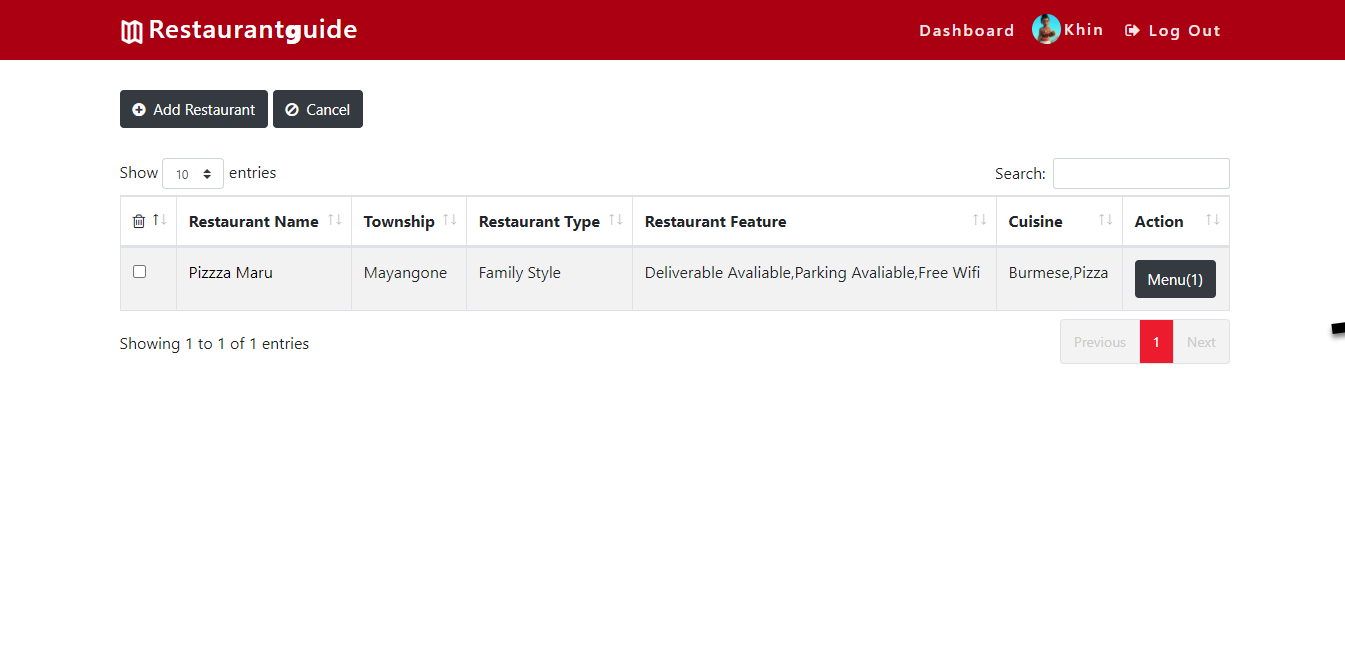 Restaurantguide Dashboard Khin Log Out
Add Restaurant Cancel
Show 10 entries Search:
Restaurant Name Township Restaurant Type Restaurant Feature Cuisine Action
Pizzza Maru Mayangone Family Style Deliverable Avaliable,Parking Avaliable,Free Wifi Burmese,Pizza Menu(1)
Showing 1 to 1 of 1 entries Previous 1 Next